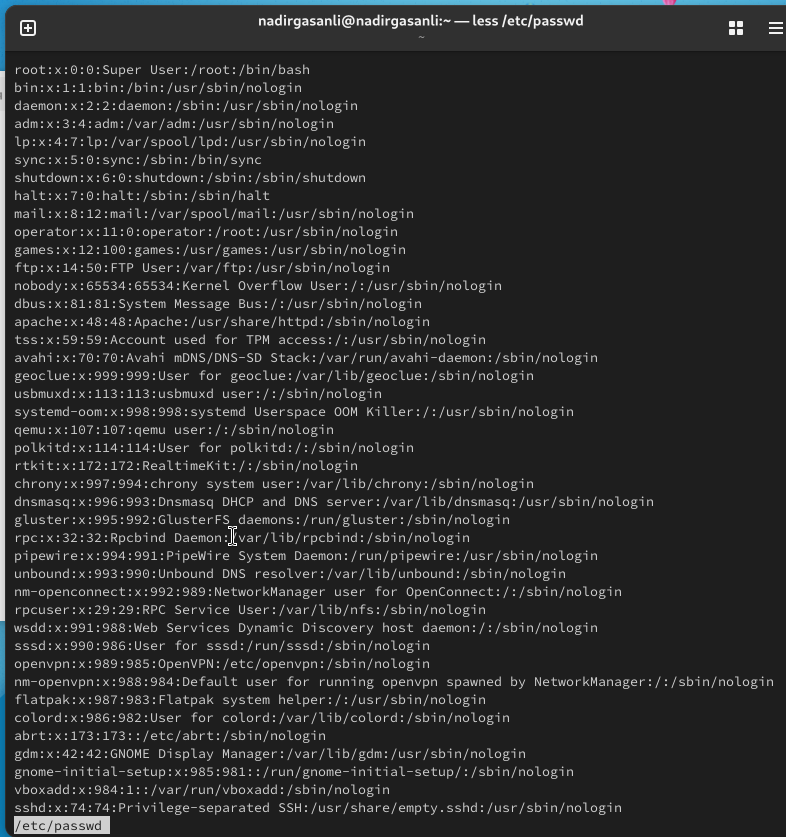 nadirgasanli@nadirgasanli:~ — less /etc/passwd
~
root:x:0:0:Super User:/root:/bin/bash
bin:x:1:1:bin:/bin:/usr/sbin/nologin
daemon:x:2:2:daemon:/sbin:/usr/sbin/nologin
adm:x:3:4:adm:/var/adm:/usr/sbin/nologin
lp:x:4:7:lp:/var/spool/lpd:/usr/sbin/nologin
sync:x:5:0:sync:/sbin:/bin/sync
shutdown:x:6:0:shutdown:/sbin:/sbin/shutdown
halt:x:7:0:halt:/sbin:/sbin/halt
mail:x:8:12:mail:/var/spool/mail:/usr/sbin/nologin
operator:x:11:0:operator:/root:/usr/sbin/nologin
games:x:12:100:games:/usr/games:/usr/sbin/nologin
ftp:x:14:50:FTP User:/var/ftp:/usr/sbin/nologin
nobody:x:65534:65534:Kernel Overflow User:/:/usr/sbin/nologin
dbus:x:81:81:System Message Bus:/:/usr/sbin/nologin
apache:x:48:48:Apache:/usr/share/httpd:/sbin/nologin
tss:x:59:59:Account used for TPM access:/:/usr/sbin/nologin
avahi:x:70:70:Avahi mDNS/DNS-SD Stack:/var/run/avahi-daemon:/sbin/nologin
geoclue:x:999:999:User for geoclue:/var/lib/geoclue:/sbin/nologin
usbmuxd:x:113:113:usbmuxd user:/:/sbin/nologin
systemd-oom:x:998:998:systemd Userspace OOM Killer:/:/usr/sbin/nologin
qemu:x:107:107:qemu user:/:/sbin/nologin
polkitd:x:114:114:User for polkitd:/:/sbin/nologin
rtkit:x:172:172:RealtimeKit:/:/sbin/nologin
chrony:x:997:994:chrony system user:/var/lib/chrony:/sbin/nologin
dnsmasq:x:996:993:Dnsmasq DHCP and DNS server:/var/lib/dnsmasq:/usr/sbin/nologin
gluster:x:995:992:GlusterFS daemons:/run/gluster:/sbin/nologin
rpc:x:32:32:Rpcbind Daemon:/var/lib/rpcbind:/sbin/nologin
pipewire:x:994:991:PipeWire System Daemon:/run/pipewire:/usr/sbin/nologin
unbound:x:993:990:Unbound DNS resolver:/var/lib/unbound:/sbin/nologin
nm-openconnect:x:992:989:NetworkManager user for OpenConnect:/:/sbin/nologin
rpcuser:x:29:29:RPC Service User:/var/lib/nfs:/sbin/nologin
wsdd:x:991:988:Web Services Dynamic Discovery host daemon:/:/sbin/nologin
sssd:x:990:986:User for sssd:/run/sssd:/sbin/nologin
openvpn:x:989:985:OpenVPN:/etc/openvpn:/sbin/nologin
nm-openvpn:x:988:984:Default user for running openvpn spawned by NetworkManager:/:/sbin/nologin
flatpak:x:987:983:Flatpak system helper:/:/usr/sbin/nologin
colord:x:986:982:User for colord:/var/lib/colord:/sbin/nologin
abrt:x:173:173::/etc/abrt:/sbin/nologin
gdm:x:42:42:GNOME Display Manager:/var/lib/gdm:/usr/sbin/nologin
gnome-initial-setup:x:985:981::/run/gnome-initial-setup/:/sbin/nologin
vboxadd:x:984:1::/var/run/vboxadd:/sbin/nologin
sshd:x:74:74:Privilege-separated SSH:/usr/share/empty.sshd:/usr/sbin/nologin
/etc/passwd